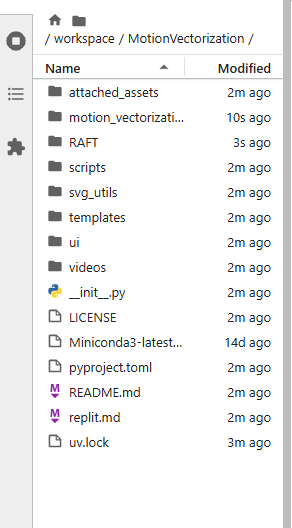 / workspace / MotionVectorization /
Name Modified
attached_assets 2m ago
motion_vectorizati... 10s ago
RAFT 3s ago
scripts 2m ago
svg_utils 2m ago
templates 2m ago
ui 2m ago
videos 2m ago
__init__.py 2m ago
LICENSE 2m ago
Miniconda3-latest... 14d ago
pyproject.toml 2m ago
README.md 2m ago
replit.md 2m ago
uv.lock 3m ago